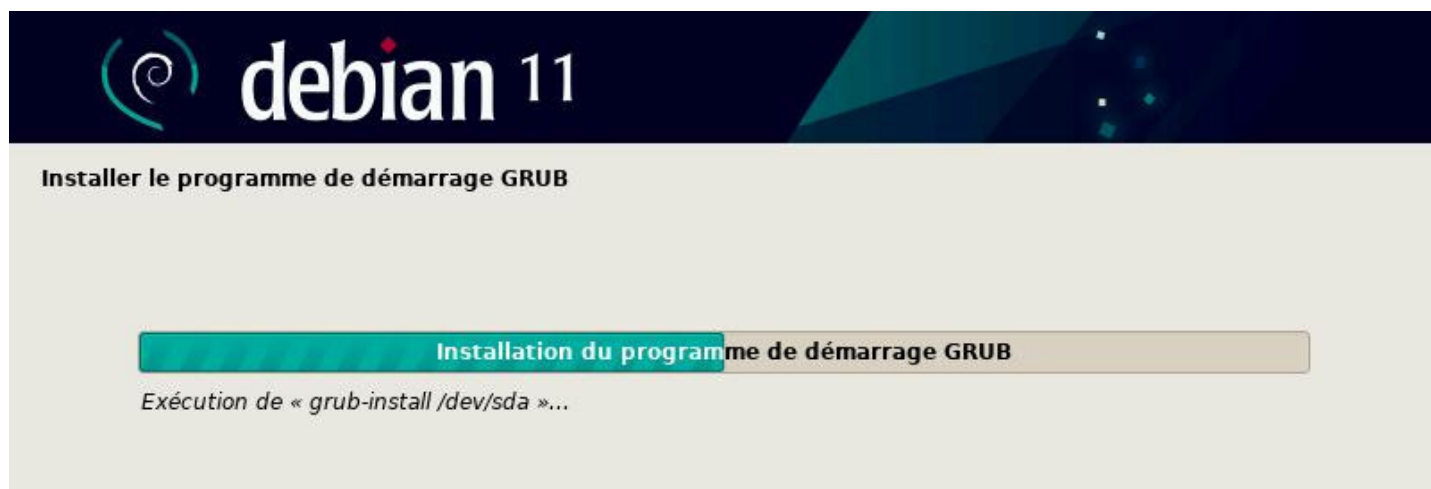 debian 11
Installer le programme de démarrage GRUB
Installation du programme de démarrage GRUB
Exécution de « grub-install /dev/sda »...